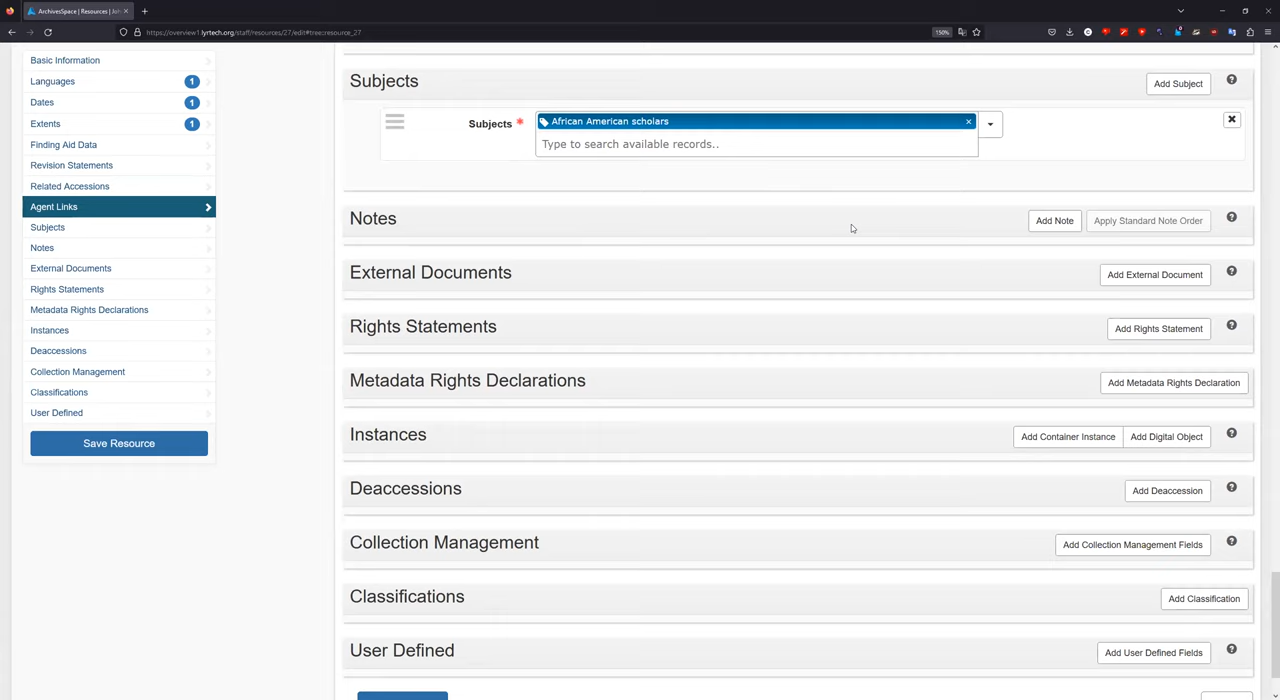 ArchivesSpace | Resources | Joh
https://overview1.lyrtech.org/staff/resources/27/edit#tree:resource_27
150%
Basic Information
Languages 1
Dates 1
Extents 1
Finding Aid Data
Revision Statements
Related Accessions
Agent Links
Subjects
Notes
External Documents
Rights Statements
Metadata Rights Declarations
Instances
Deaccessions
Collection Management
Classifications
User Defined
Save Resource
Subjects Add Subject
Subjects * African American scholars ×
Type to search available records..
Notes Add Note Apply Standard Note Order
External Documents Add External Document
Rights Statements Add Rights Statement
Metadata Rights Declarations Add Metadata Rights Declaration
Instances Add Container Instance Add Digital Object
Deaccessions Add Deaccession
Collection Management Add Collection Management Fields
Classifications Add Classification
User Defined Add User Defined Fields